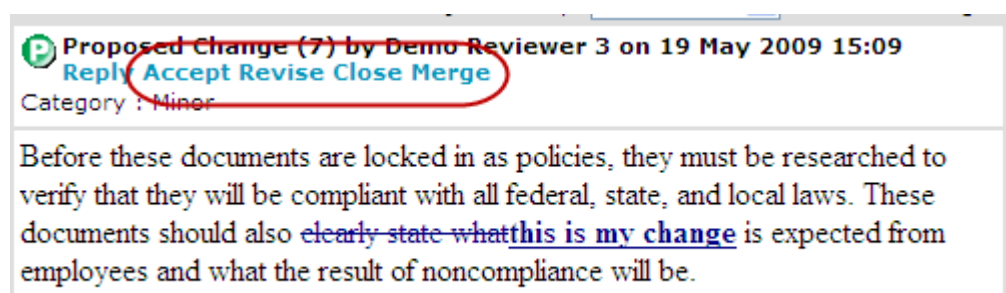 P
Proposed Change (7) by Demo Reviewer 3 on 19 May 2009 15:09
Reply Accept Revise Close Merge
Category : Minor
Before these documents are locked in as policies, they must be researched to
verify that they will be compliant with all federal, state, and local laws. These
documents should also clearly state whatthis is my change is expected from
employees and what the result of noncompliance will be.